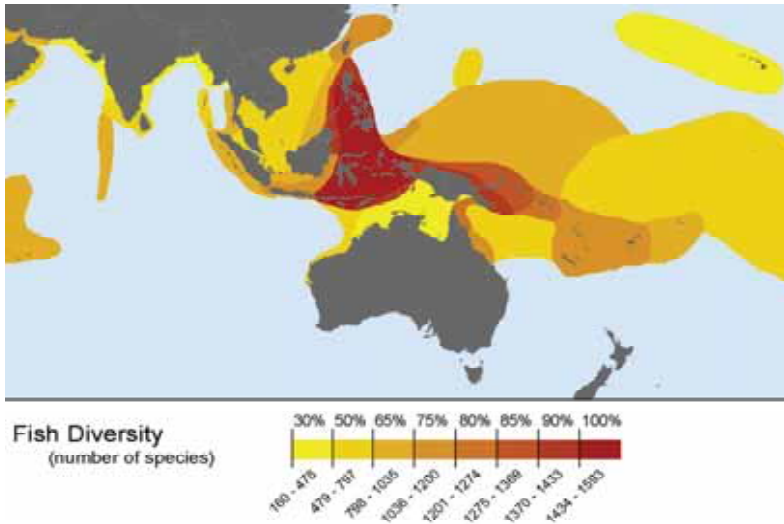 30% 50% 65% 75% 80% 85% 90% 100%
Fish Diversity
(number of species)
160 - 478
479 - 797
798 - 1035
1036 - 1200
1201 - 1274
1275 - 1369
1370 - 1433
1434 - 1583